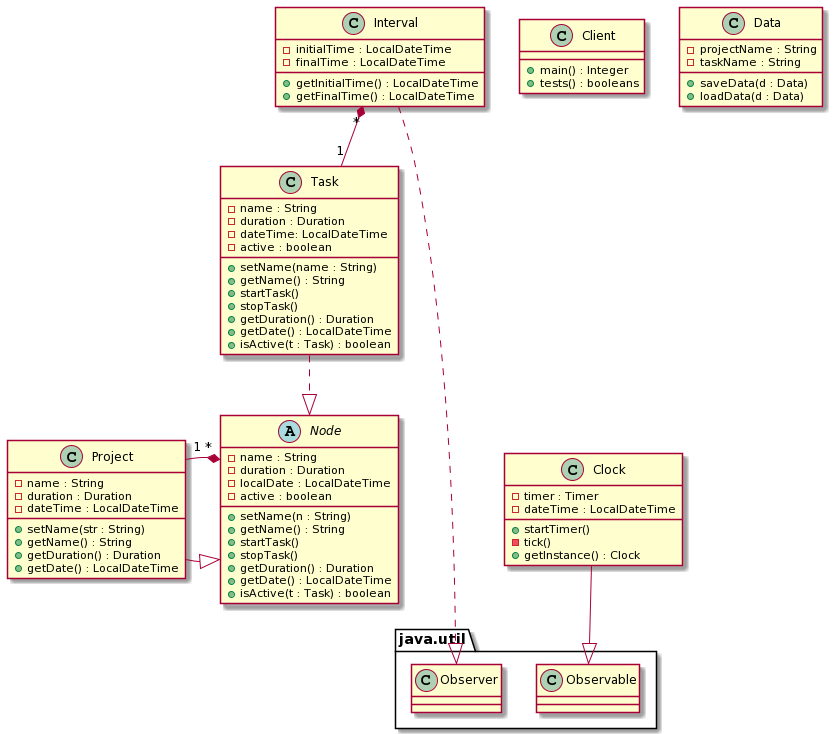 C Interval
initialTime : LocalDateTime
finalTime : LocalDateTime
getInitialTime() : LocalDateTime
getFinalTime() : LocalDateTime
C Client
main() : Integer
tests() : booleans
C Data
projectName : String
taskName : String
saveData(d : Data)
loadData(d : Data)
*
1
C Task
name : String
duration : Duration
dateTime: LocalDateTime
active : boolean
setName(name : String)
getName() : String
startTask()
stopTask()
getDuration() : Duration
getDate() : LocalDateTime
isActive(t : Task) : boolean
C Project
name : String
duration : Duration
dateTime : LocalDateTime
setName(str : String)
getName() : String
getDuration() : Duration
getDate() : LocalDateTime
1 *
A Node
name : String
duration : Duration
localDate : LocalDateTime
active : boolean
setName(n : String)
getName() : String
startTask()
stopTask()
getDuration() : Duration
getDate() : LocalDateTime
isActive(t : Task) : boolean
C Clock
timer : Timer
dateTime : LocalDateTime
startTimer()
tick()
getInstance() : Clock
java.util
C Observer
C Observable